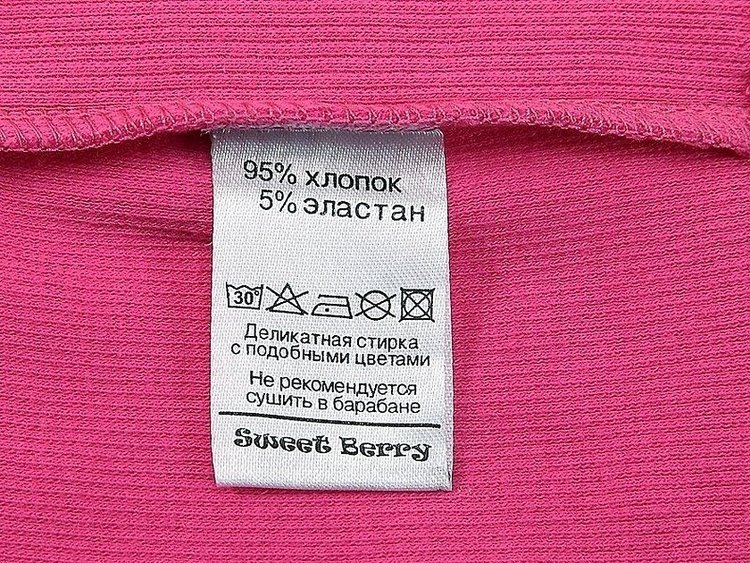 95% хлопок
5% эластан
30°
Деликатная стирка
с подобными цветами
Не рекомендуется
сушить в барабане
Sweet Berry